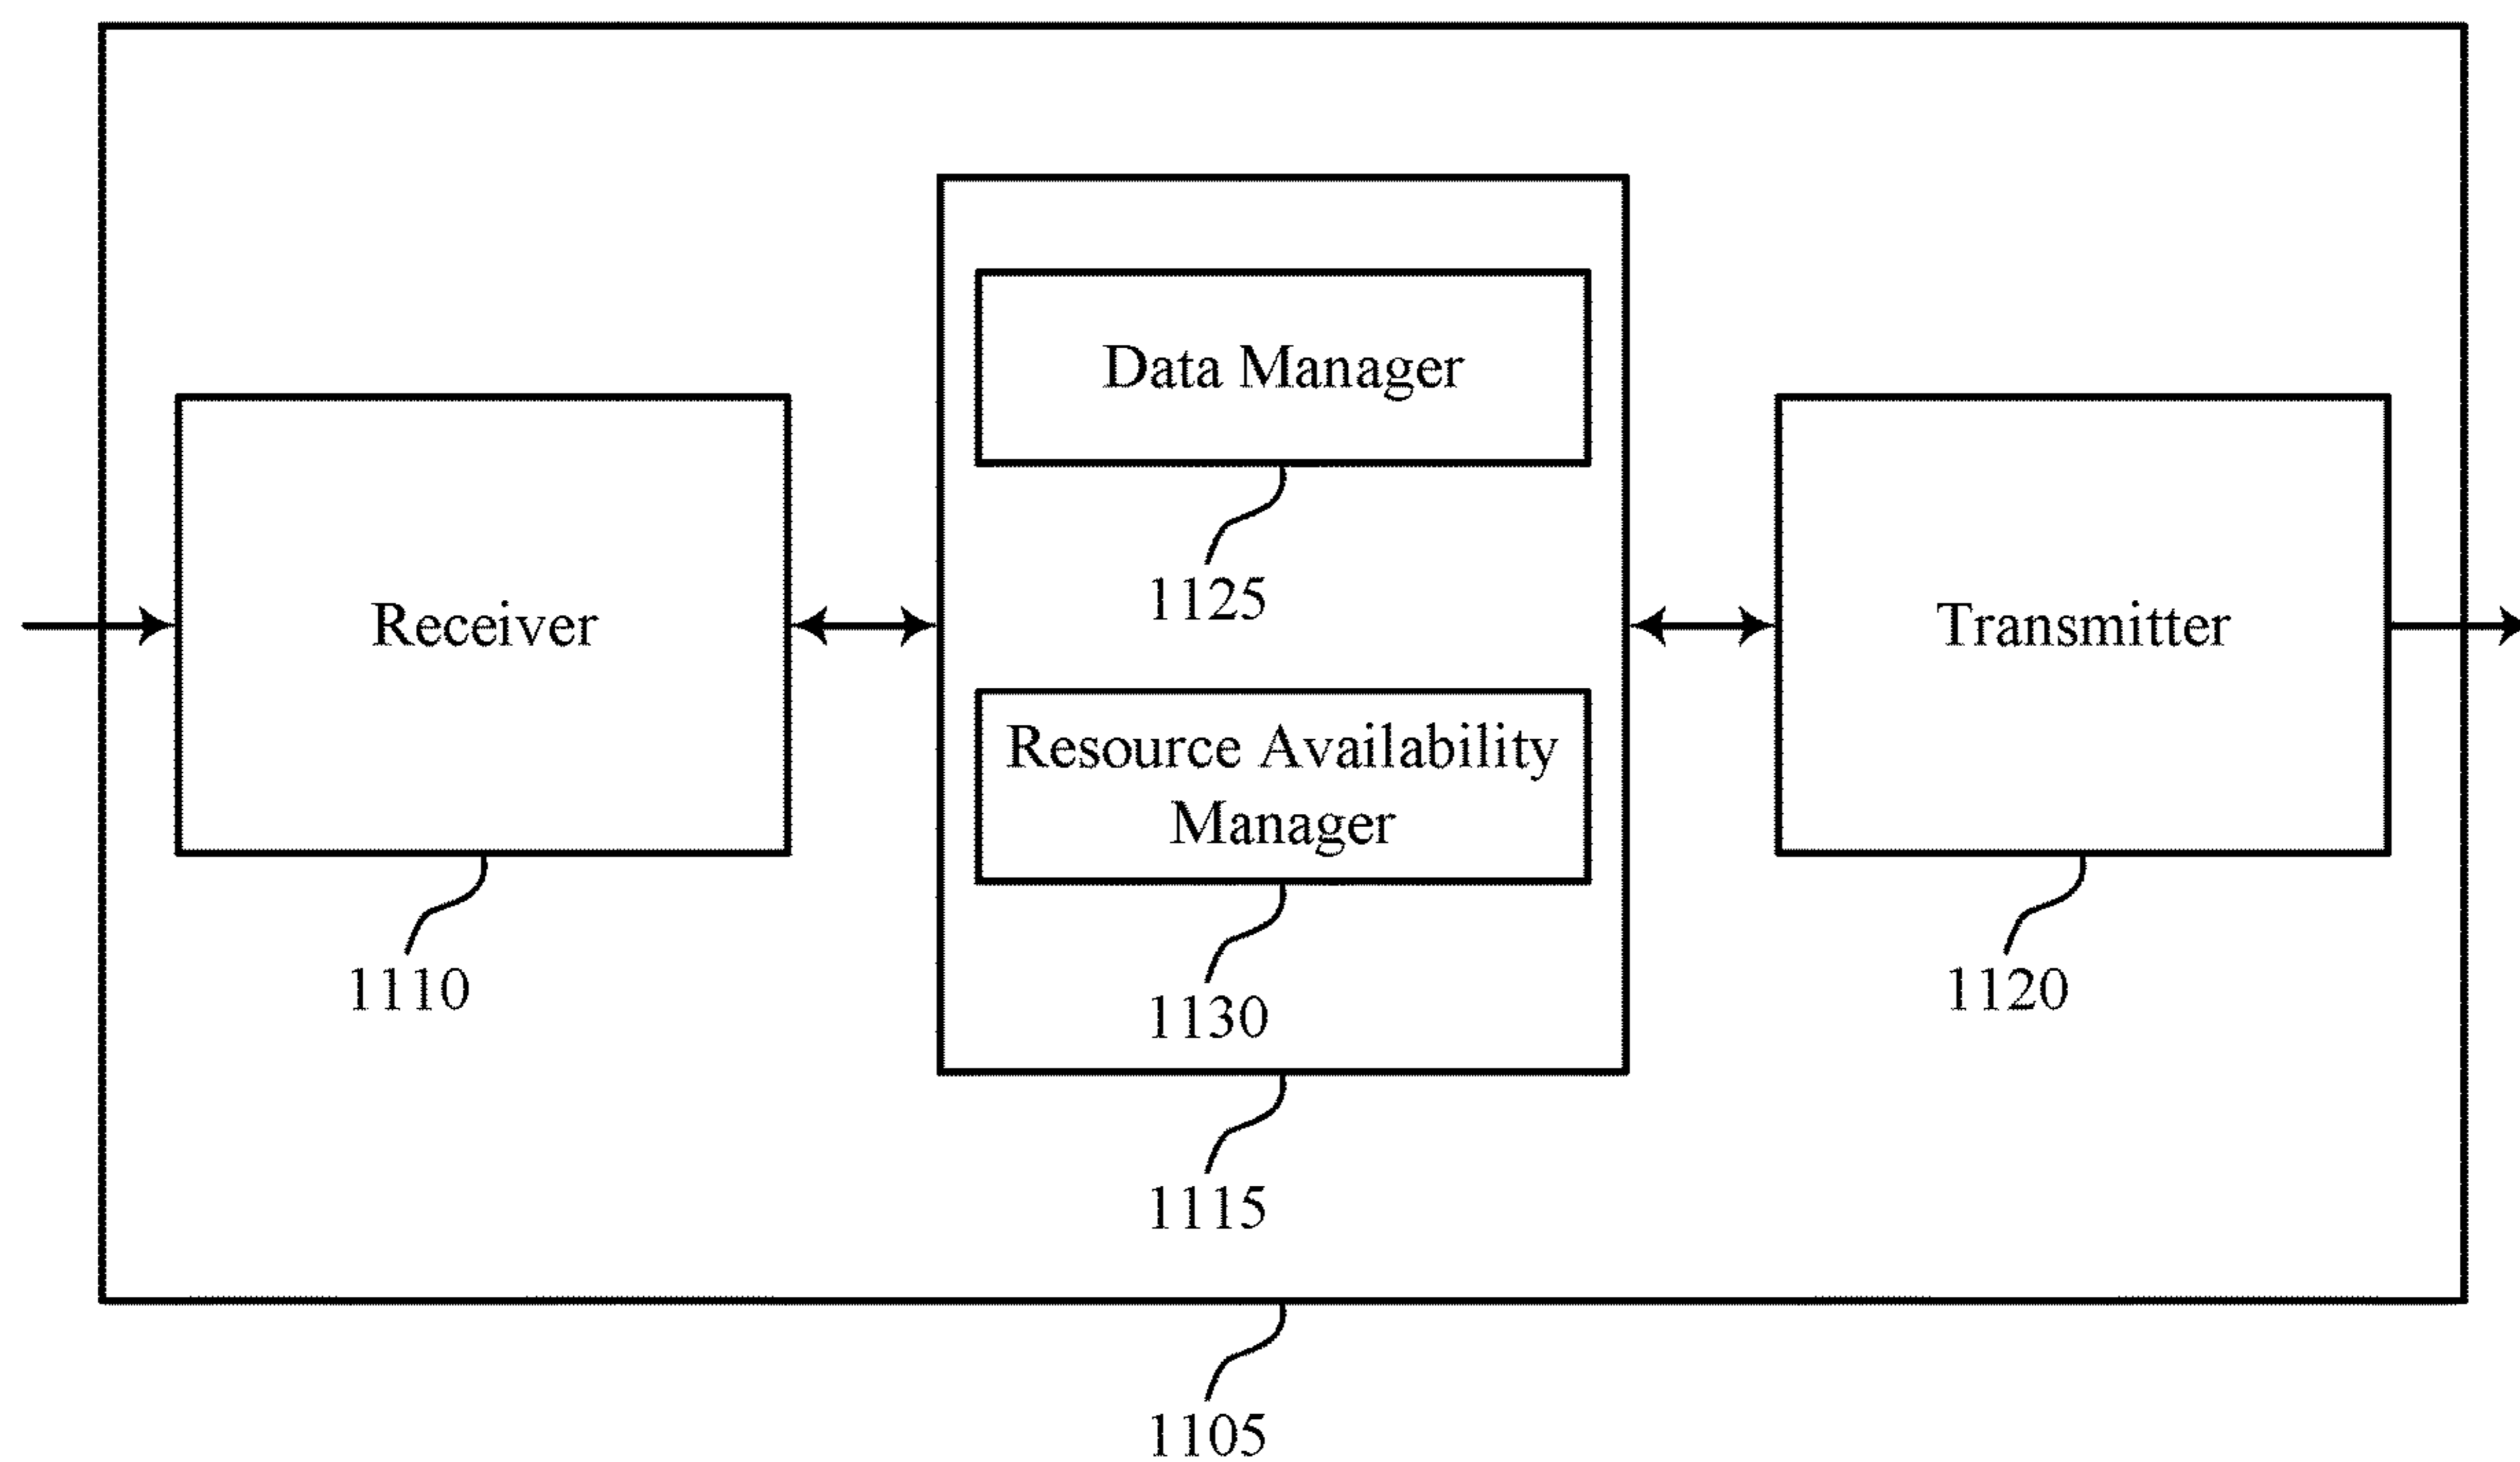 Data Manager
1125
Receiver
Transmitter
Resource Availability
Manager
1110
1130
1120
1115
1105